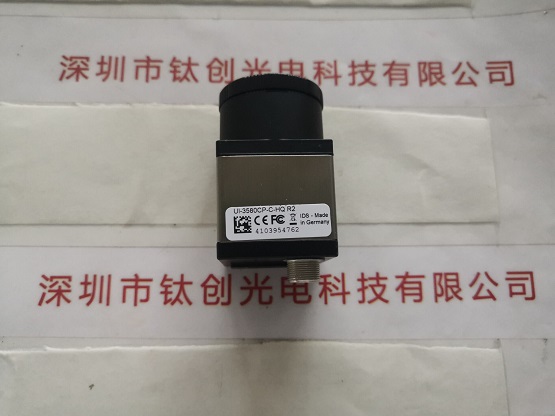 深圳市钛创光电科技有限公司
UI-3580CP-C-HQ R2
CE FC IDS - Made
in Germany
4103954762
深圳市钛创光电科技有限公司